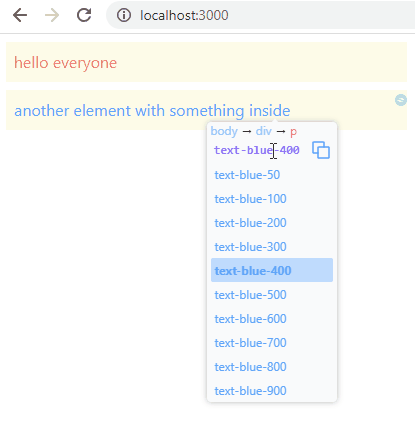 localhost:3000
hello everyone
another element with something inside
body → div → p
text-blue-400
text-blue-50
text-blue-100
text-blue-200
text-blue-300
text-blue-400
text-blue-500
text-blue-600
text-blue-700
text-blue-800
text-blue-900